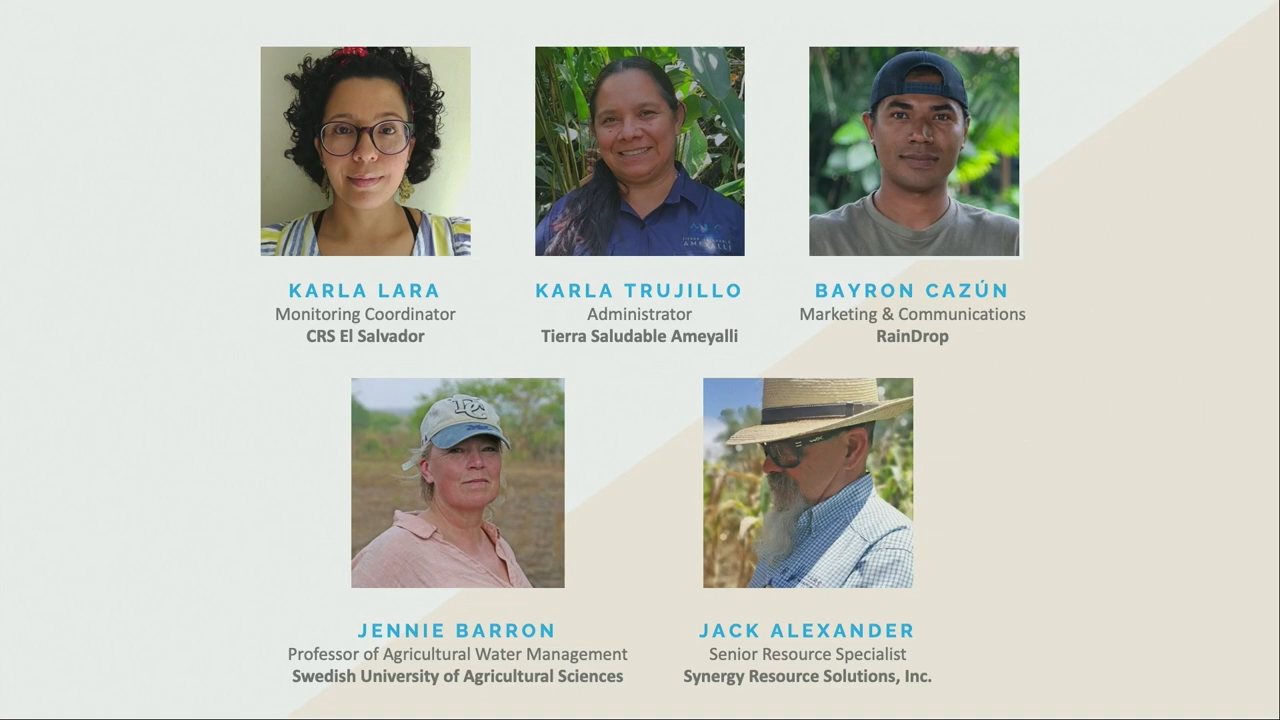 KARLA LARA
Monitoring Coordinator
CRS El Salvador
KARLA TRUJILLO
Administrator
Tierra Saludable Ameyalli
BAYRON CAZÚN
Marketing & Communications
RainDrop
JENNIE BARRON
Professor of Agricultural Water Management
Swedish University of Agricultural Sciences
JACK ALEXANDER
Senior Resource Specialist
Synergy Resource Solutions, Inc.